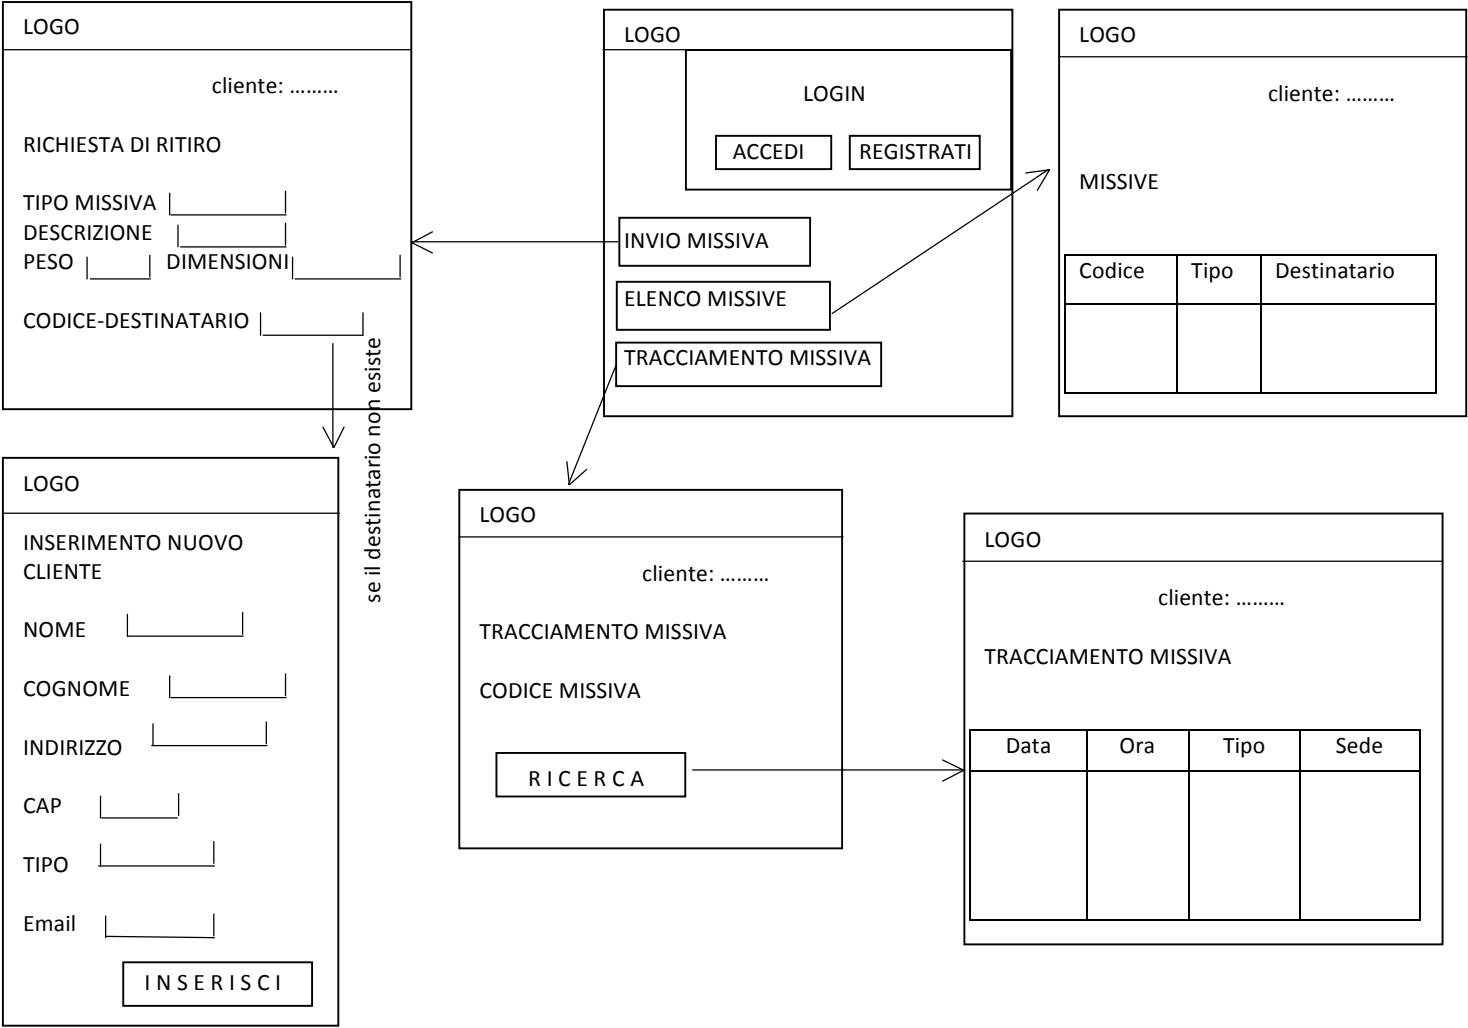 LOGO
cliente: ………
RICHIESTA DI RITIRO
TIPO MISSIVA
DESCRIZIONE
PESO DIMENSIONI
CODICE-DESTINATARIO
se il destinatario non esiste
LOGO
LOGIN
ACCEDI REGISTRATI
INVIO MISSIVA
ELENCO MISSIVE
TRACCIAMENTO MISSIVA
LOGO
cliente: ………
MISSIVE
Codice Tipo Destinatario
LOGO
INSERIMENTO NUOVO
CLIENTE
NOME
COGNOME
INDIRIZZO
CAP
TIPO
Email
I N S E R I S C I
LOGO
cliente: ………
TRACCIAMENTO MISSIVA
CODICE MISSIVA
R I C E R C A
LOGO
cliente: ………
TRACCIAMENTO MISSIVA
Data Ora Tipo Sede